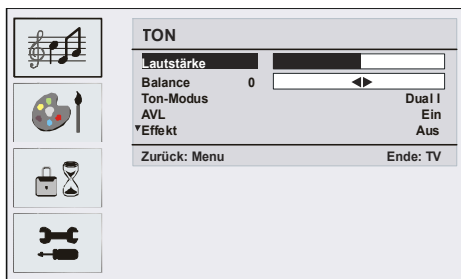 TON
Lautstärke
Balance 0
Ton-Modus Dual I
AVL Ein
Effekt Aus
Zurück: Menu Ende: TV